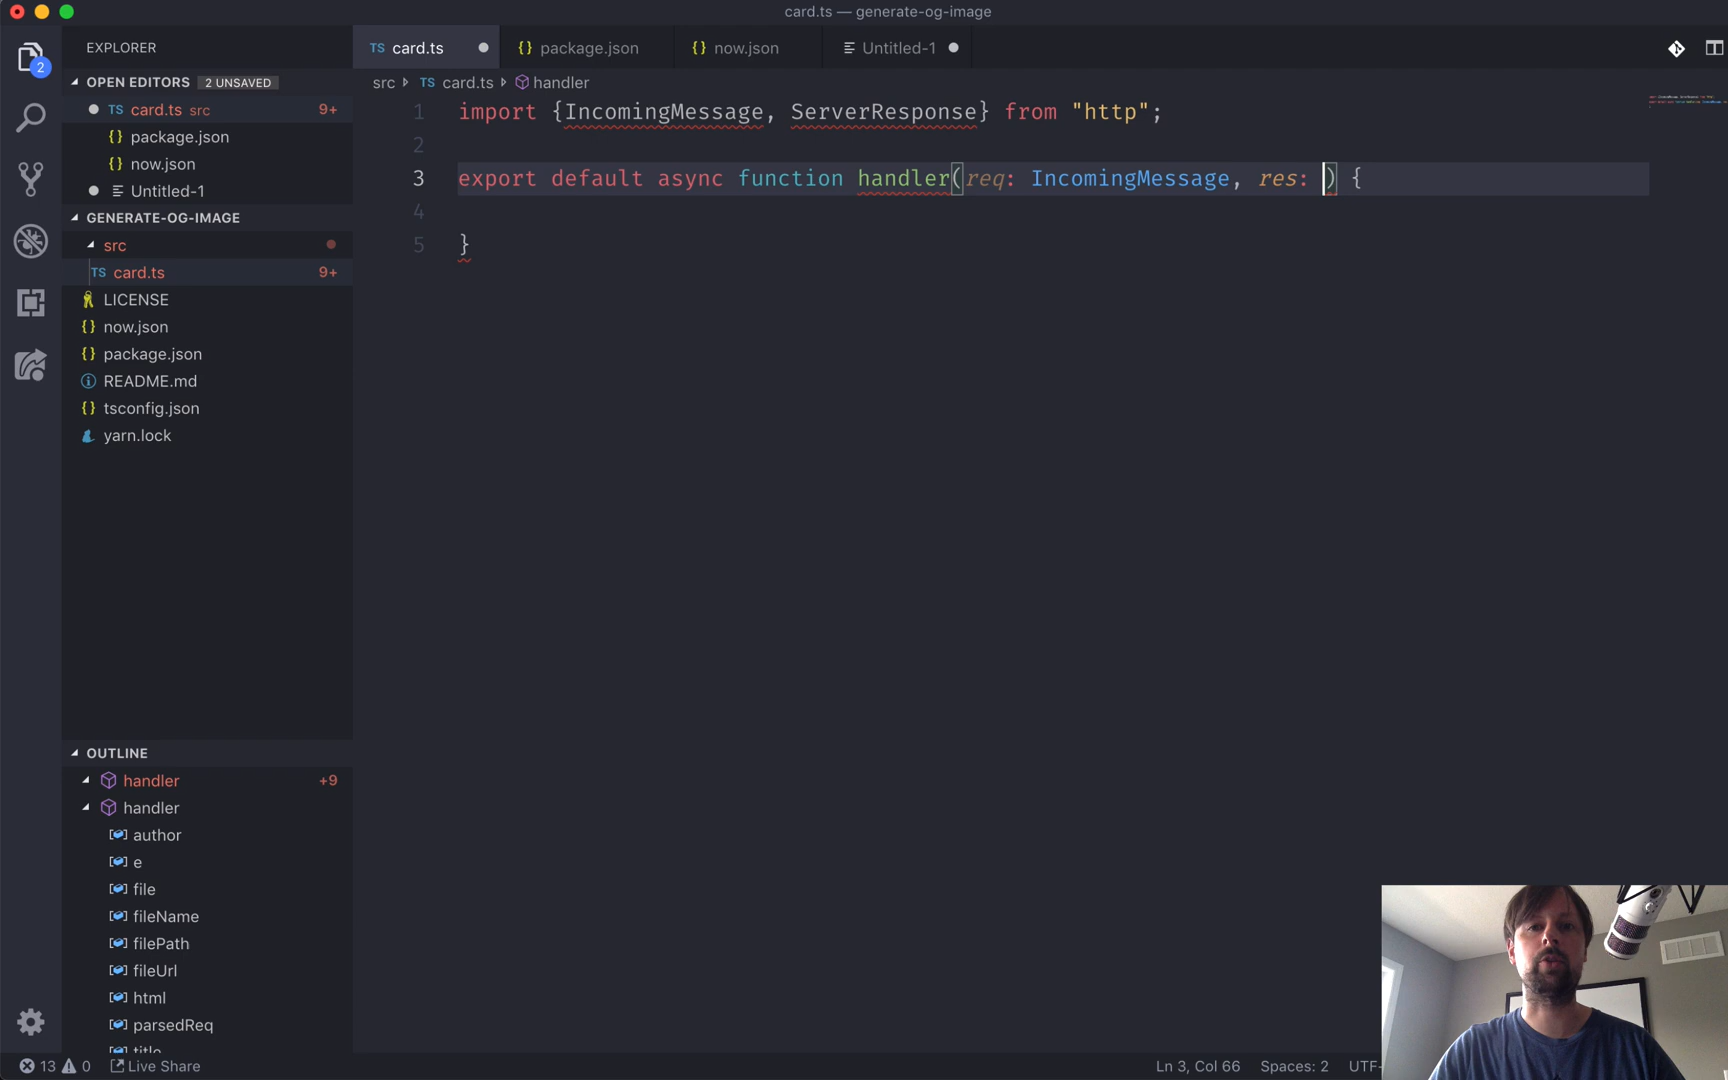 card.ts — generate-og-image
2
EXPLORER
OPEN EDITORS 2 UNSAVED
TS card.ts src 9+
{} package.json
{} now.json
Untitled-1
GENERATE-OG-IMAGE
src
TS card.ts 9+
LICENSE
{} now.json
{} package.json
README.md
{} tsconfig.json
yarn.lock
OUTLINE
handler +9
handler
author
e
file
fileName
filePath
fileUrl
html
parsedReq
title
TS card.ts
{} package.json
{} now.json
Untitled-1
src TS card.ts handler
1 import {IncomingMessage, ServerResponse} from "http";
2
3 export default async function handler(req: IncomingMessage, res: ) {
4
5 }
13 0 Live Share Ln 3, Col 66 Spaces: 2 UTF-